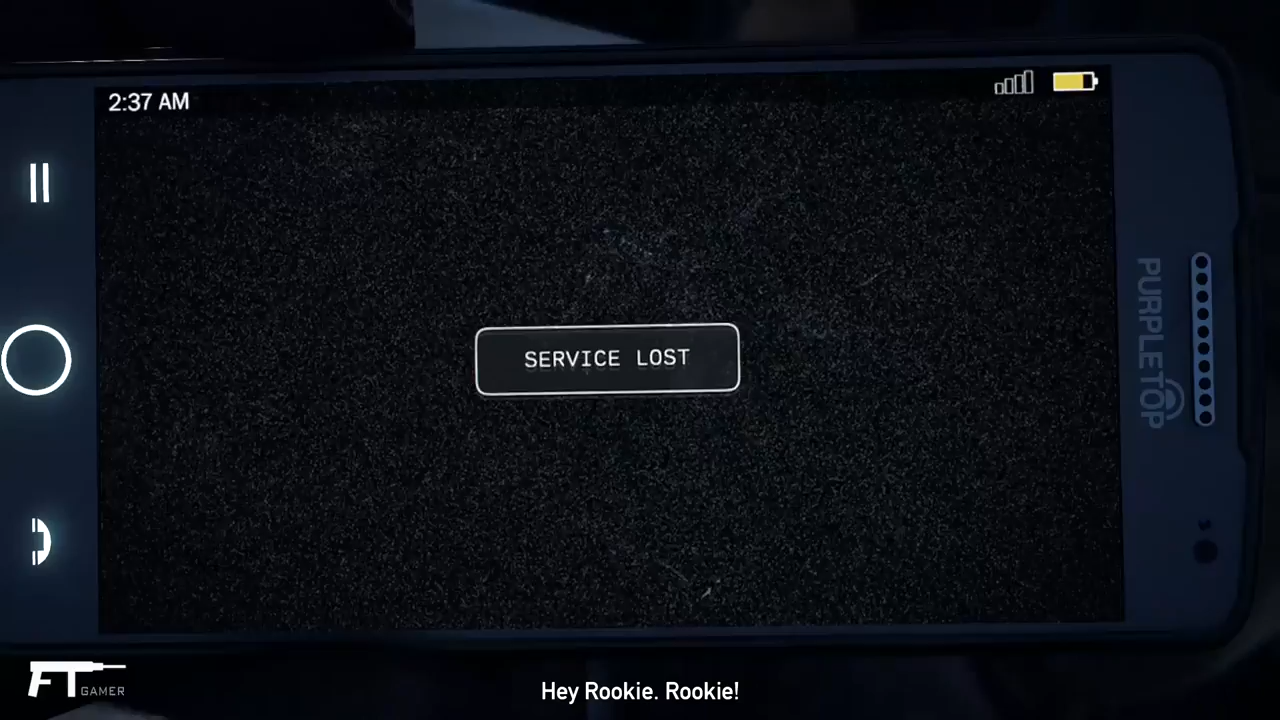 2:37 AM
SERVICE LOST
PURPLETOP
FT
GAMER
Hey Rookie. Rookie!